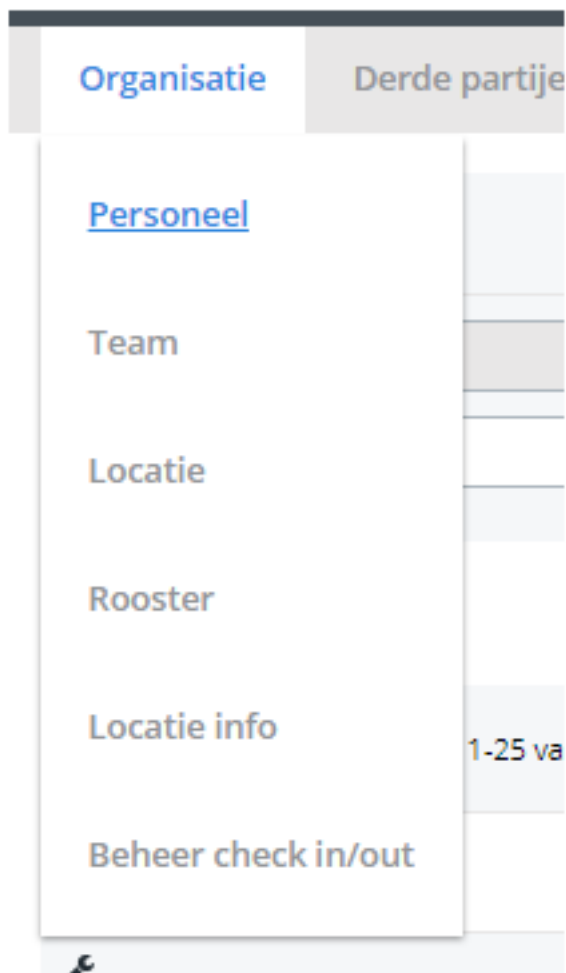 Organisatie Derde partije
Personeel
Team
Locatie
Rooster
Locatie info
1-25 va
Beheer check in/out